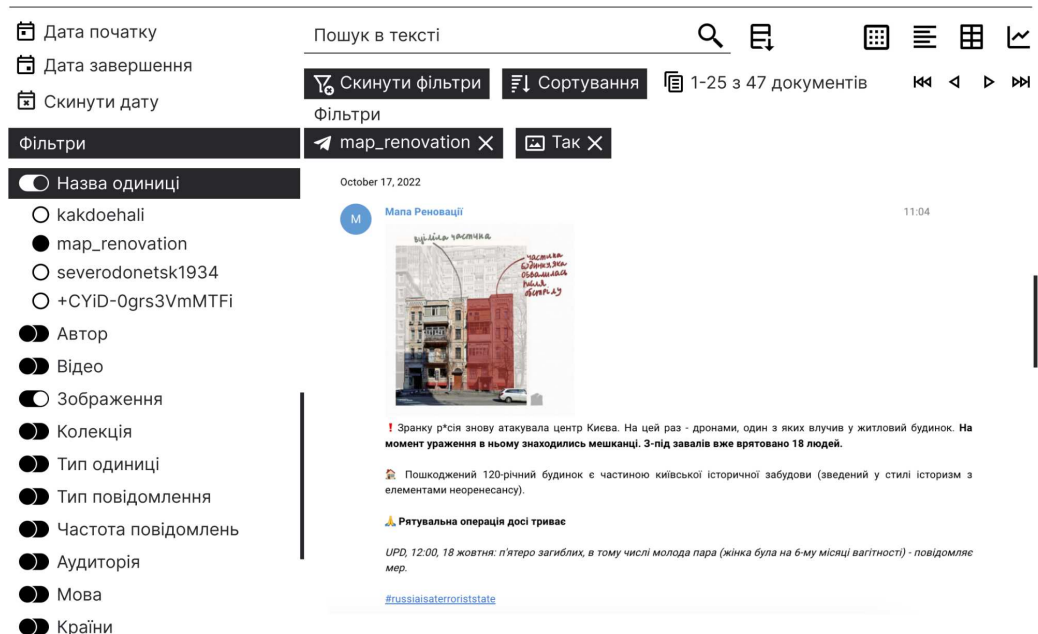 Дата початку
Дата завершення
Скинути дату
Фільтри
Назва одиниці
kakdoehali
map_renovation
severodonetsk1934
+CYiD-0grs3VmMTFi
Автор
Відео
Зображення
Колекція
Тип одиниці
Тип повідомлення
Частота повідомлень
Аудиторія
Мова
Країни
Пошук в тексті
Скинути фільтри
Сортування
1-25 з 47 документів
Фільтри
map_renovation
Так
October 17, 2022
М
Мапа Реновації
11:04
вціліла частина
частина
будинку, яка
обвалилась
після
обстрілу
❗ Зранку р*сія знову атакувала центр Києва. На цей раз - дронами, один з яких влучив у житловий будинок. На
момент ураження в ньому знаходились мешканці. З-під завалів вже врятовано 18 людей.
🏚 Пошкоджений 120-річний будинок є частиною київської історичної забудови (зведений у стилі історизм з
елементами неоренесансу).
🙏 Рятувальна операція досі триває
UPD, 12:00, 18 жовтня: п'ятеро загиблих, в тому числі молода пара (жінка була на 6-му місяці вагітності) - повідомляє
мер.
#russiaisaterroriststate